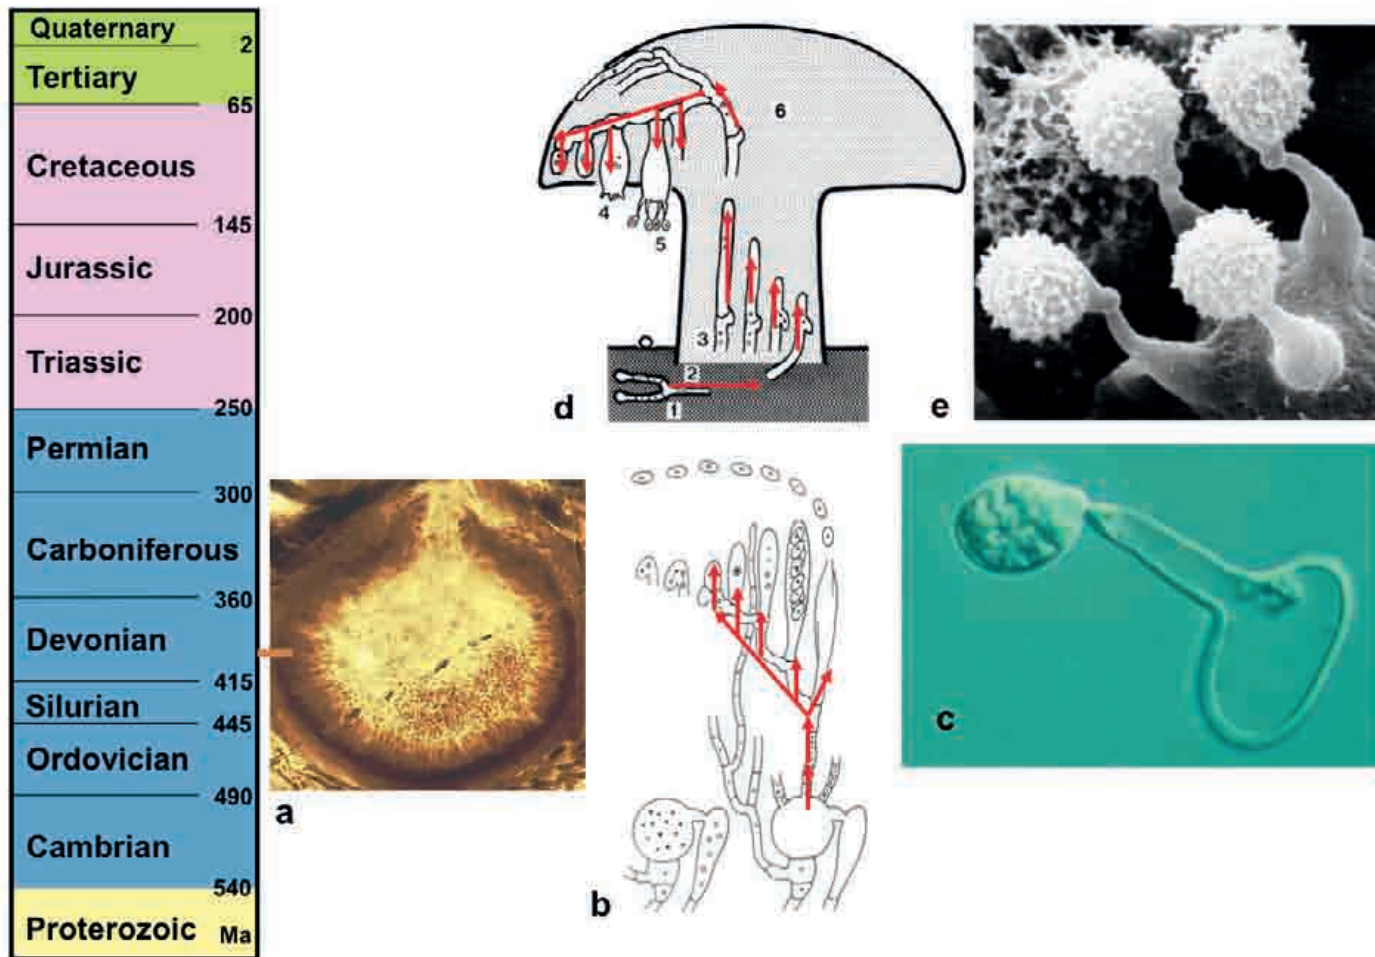 Quaternary
2
Tertiary
65
Cretaceous
145
Jurassic
200
Triassic
250
Permian
300
Carboniferous
360
Devonian
415
Silurian
445
Ordovician
490
Cambrian
540
Proterozoic Ma
a
6
4
5
3
2
1
d
e
b
c